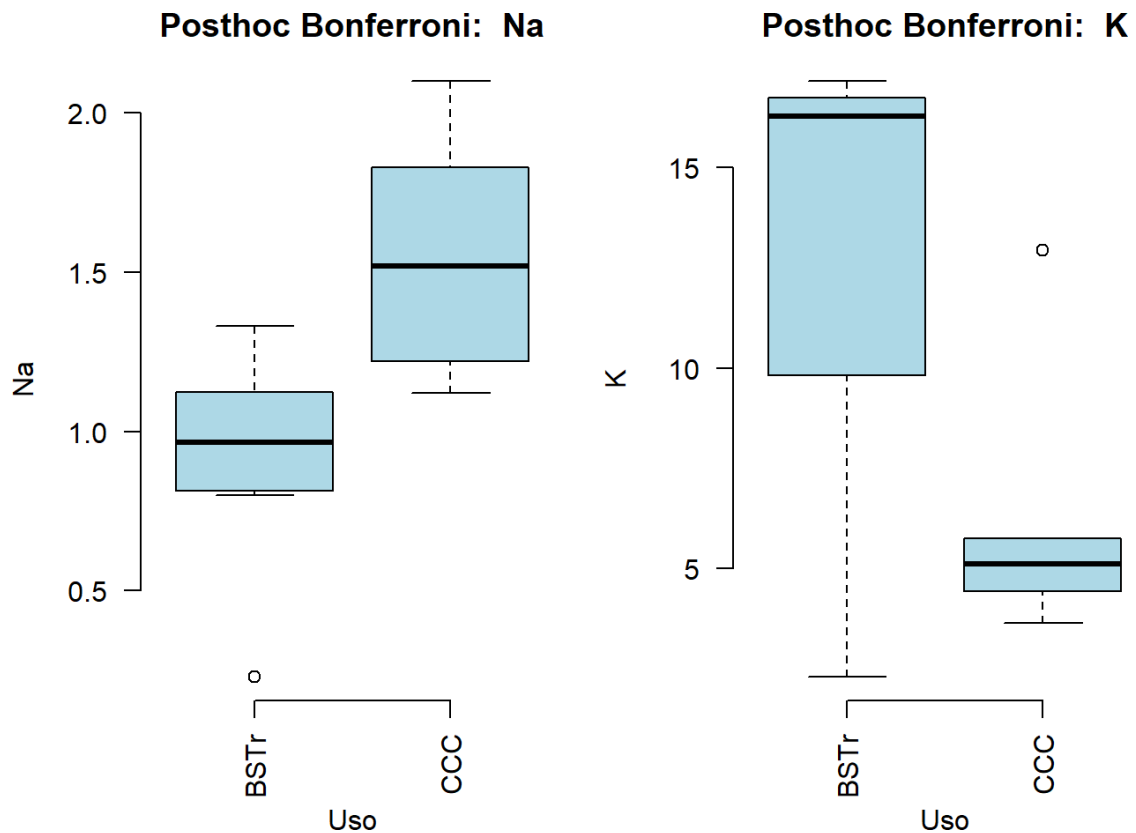 Posthoc Bonferroni:  Na
2.0
1.5
1.0
0.5
Na
BSTr
CCC
Uso
Posthoc Bonferroni:  K
15
10
5
K
BSTr
CCC
Uso